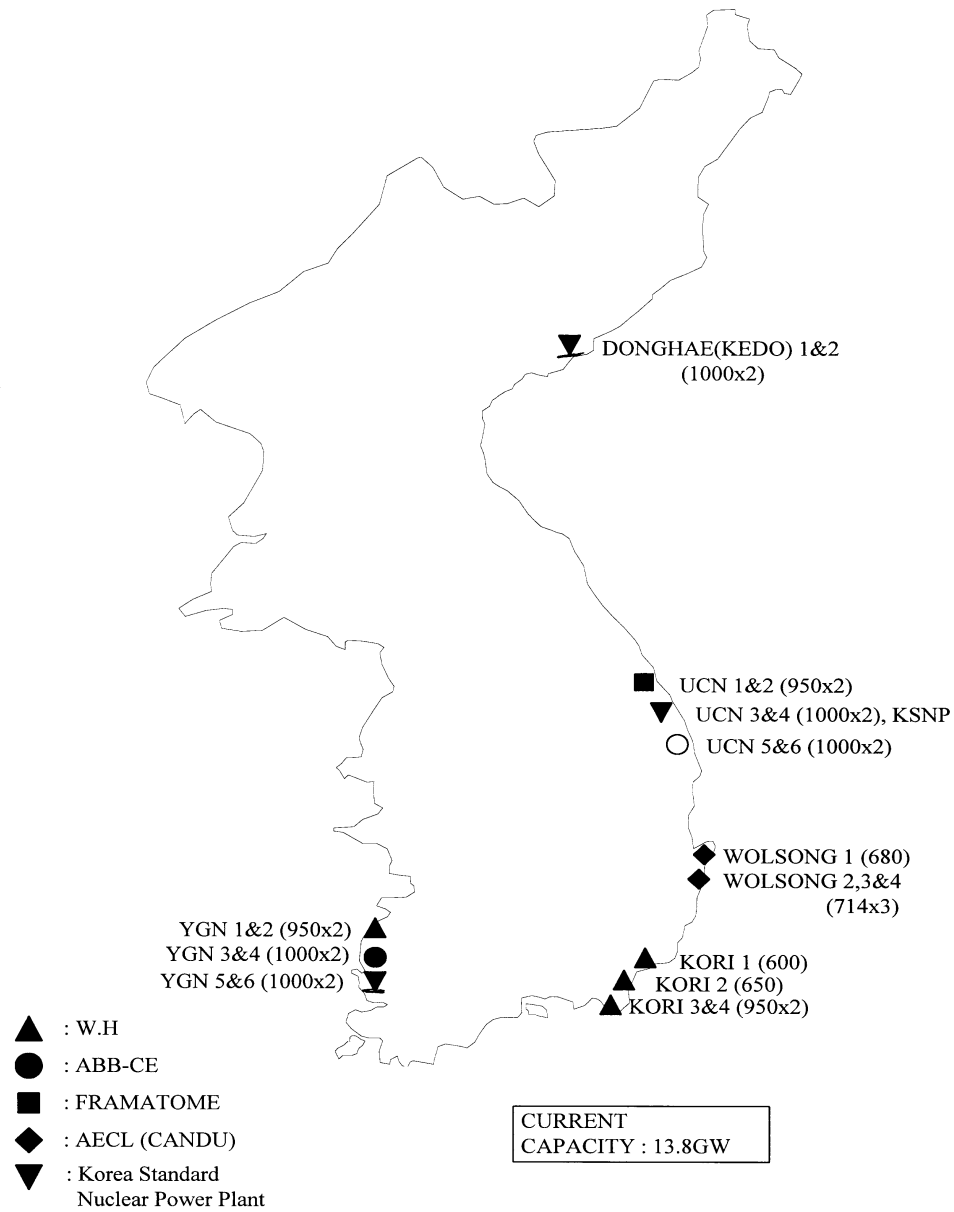 DONGHAE(KEDO) 1&2
(1000x2)
UCN 1&2 (950x2)
UCN 3&4 (1000x2), KSNP
UCN 5&6 (1000x2)
WOLSONG 1 (680)
WOLSONG 2,3&4
(714x3)
YGN 1&2 (950x2)
YGN 3&4 (1000x2)
YGN 5&6 (1000x2)
KORI 1 (600)
KORI 2 (650)
KORI 3&4 (950x2)
: W.H
: ABB-CE
: FRAMATOME
: AECL (CANDU)
: Korea Standard
Nuclear Power Plant
CURRENT
CAPACITY : 13.8GW